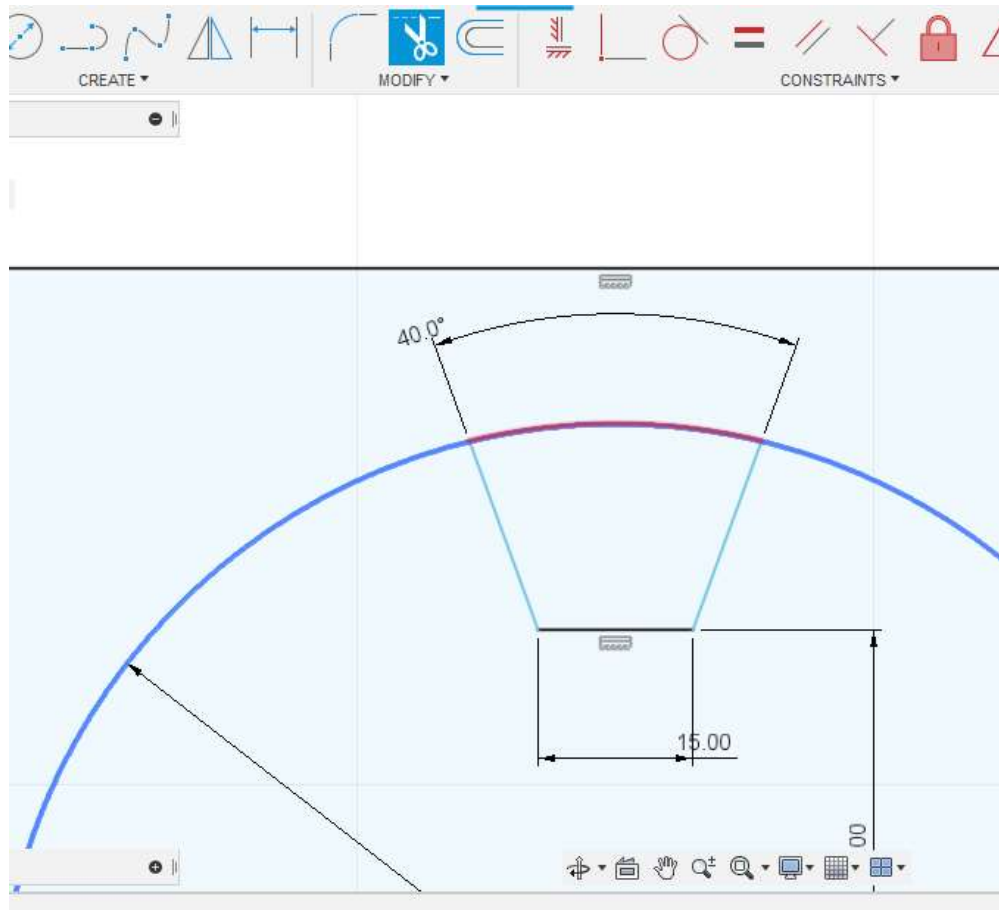 CREATE ▾
MODIFY ▾
CONSTRAINTS ▾
40.0°
15.00
00